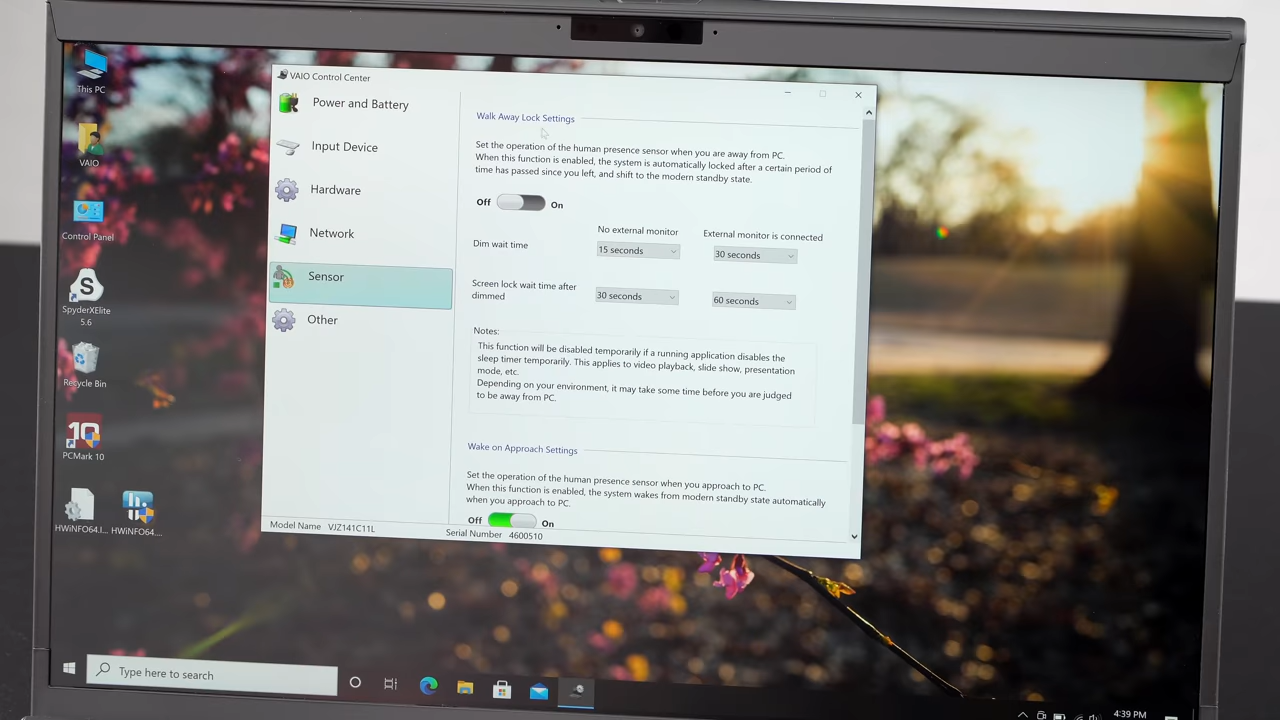 This PC
VAIO
Control Panel
SpyderXElite
5.6
Recycle Bin
10
PCMark 10
HWiNFO64.I...
HWiNFO64....
VAIO Control Center
Power and Battery
Input Device
Hardware
Network
Sensor
Other
Walk Away Lock Settings
Set the operation of the human presence sensor when you are away from PC.
When this function is enabled, the system is automatically locked after a certain period of
time has passed since you left, and shift to the modern standby state.
Off On
No external monitor External monitor is connected
Dim wait time 15 seconds 30 seconds
Screen lock wait time after
dimmed
30 seconds 60 seconds
Notes:
This function will be disabled temporarily if a running application disables the
sleep timer temporarily. This applies to video playback, slide show, presentation
mode, etc.
Depending on your environment, it may take some time before you are judged
to be away from PC.
Wake on Approach Settings
Set the operation of the human presence sensor when you approach to PC.
When this function is enabled, the system wakes from modern standby state automatically
when you approach to PC.
Off On
Model Name VJZ141C11L Serial Number 4600510
Type here to search
4:39 PM